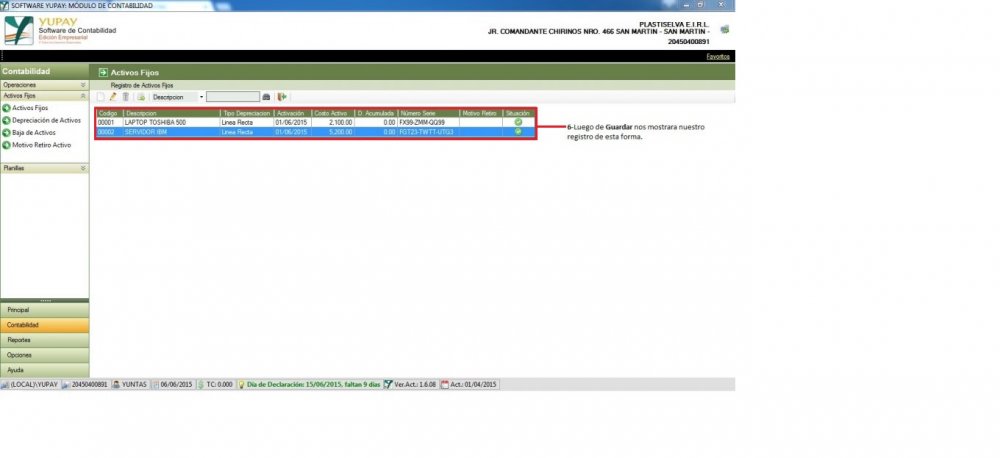 SOFTWARE YUPAY: MÓDULO DE CONTABILIDAD
YUPAY
Software de Contabilidad
Edición Empresarial
PLASTISELVA E.I.R.L.
JR. COMANDANTE CHIRINOS NRO. 466 SAN MARTIN - SAN MARTIN -
20450400891
Favoritos
Contabilidad
Activos Fijos
Operaciones
Registro de Activos Fijos
Activos Fijos
Descripcion
Activos Fijos
Depreciación de Activos
Baja de Activos
Motivo Retiro Activo
Planillas
Codigo Descripcion Tipo Depreciacion Activación Costo Activo D. Acumulada Número Serie Motivo Retiro Situación
00001 LAPTOP TOSHIBA 500 Linea Recta 01/06/2015 2,100.00 0.00 FX99-ZMM-QG99
00002 SERVIDOR IBM Linea Recta 01/06/2015 5,200.00 0.00 FGT23-TWTT-UTG3
6-Luego de Guardar nos mostrara nuestro
registro de esta forma.
Principal
Contabilidad
Reportes
Opciones
Ayuda
(LOCAL)\YUPAY 20450400891 YUNTAS 06/06/2015 TC: 0.000 Día de Declaración: 15/06/2015, faltan 9 días Ver.Act.: 1.6.08 Act.: 01/04/2015